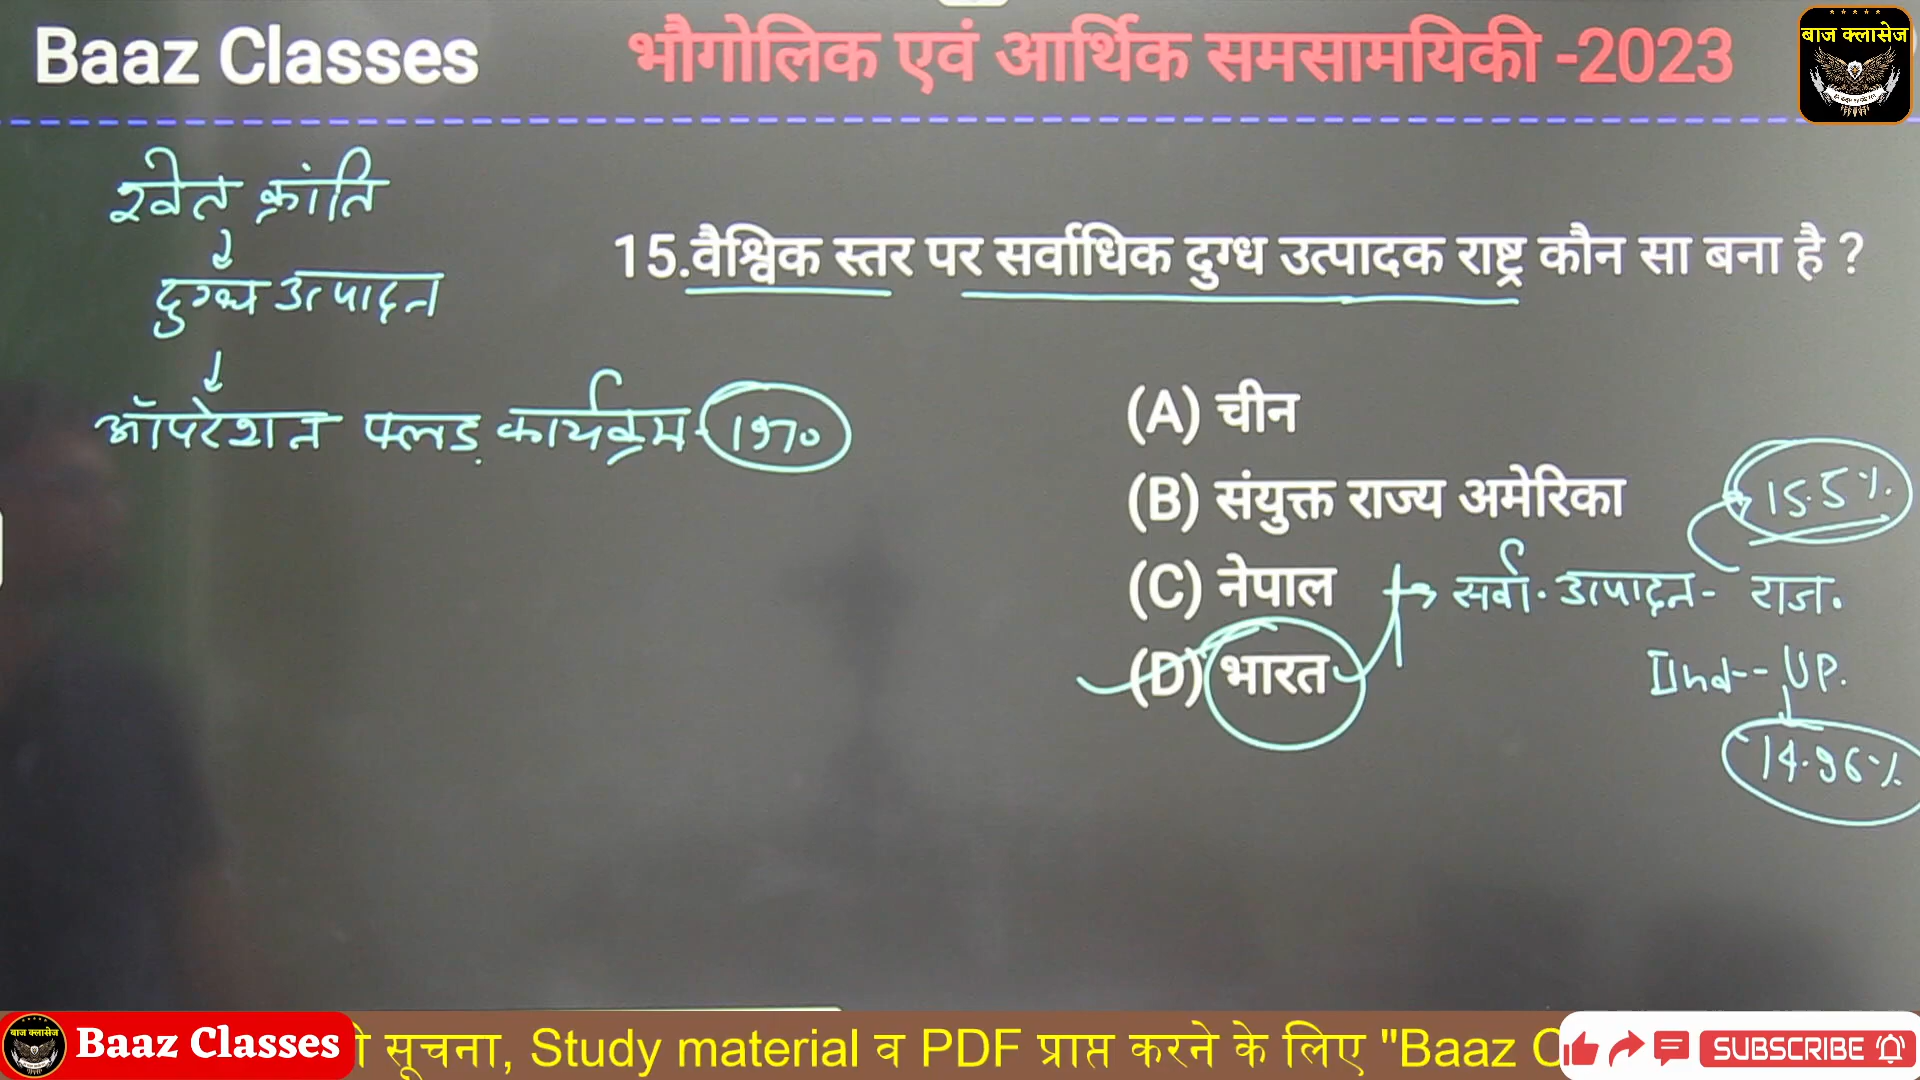 Baaz Classes
भौगोलिक एवं आर्थिक समसामयिकी -2023
बाज क्लासेज
श्वेत क्रांति
दुग्ध उत्पादन
ऑपरेशन फ्लड़ कार्यक्रम - 1970
15.वैश्विक स्तर पर सर्वाधिक दुग्ध उत्पादक राष्ट्र कौन सा बना है ?
(A) चीन
(B) संयुक्त राज्य अमेरिका
15.5%
(C) नेपाल
सर्वा. उत्पादन - राज.
(D) भारत
IInd-- UP.
14.96%
बाज क्लासेज
Baaz Classes
ी सूचना, Study material व PDF प्राप्त करने के लिए "Baaz C
SUBSCRIBE